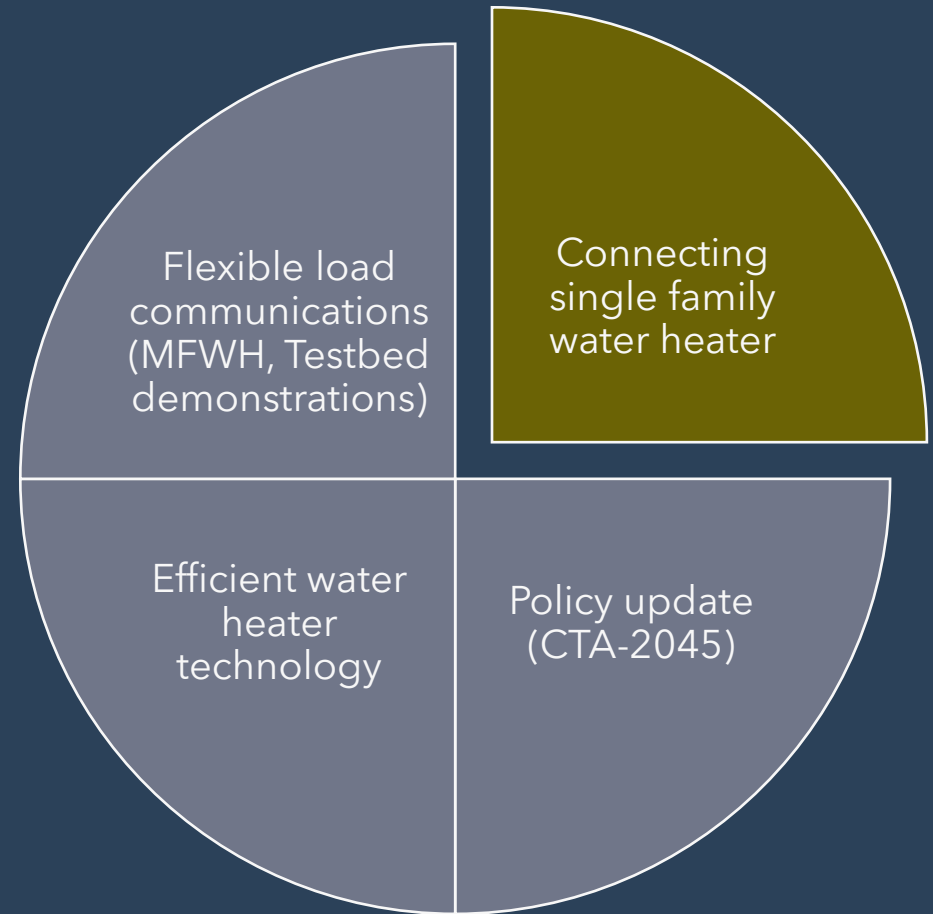 Flexible load
communications
(MFWH, Testbed
demonstrations)
Connecting
single family
water heater
Efficient water
heater
technology
Policy update
(CTA-2045)